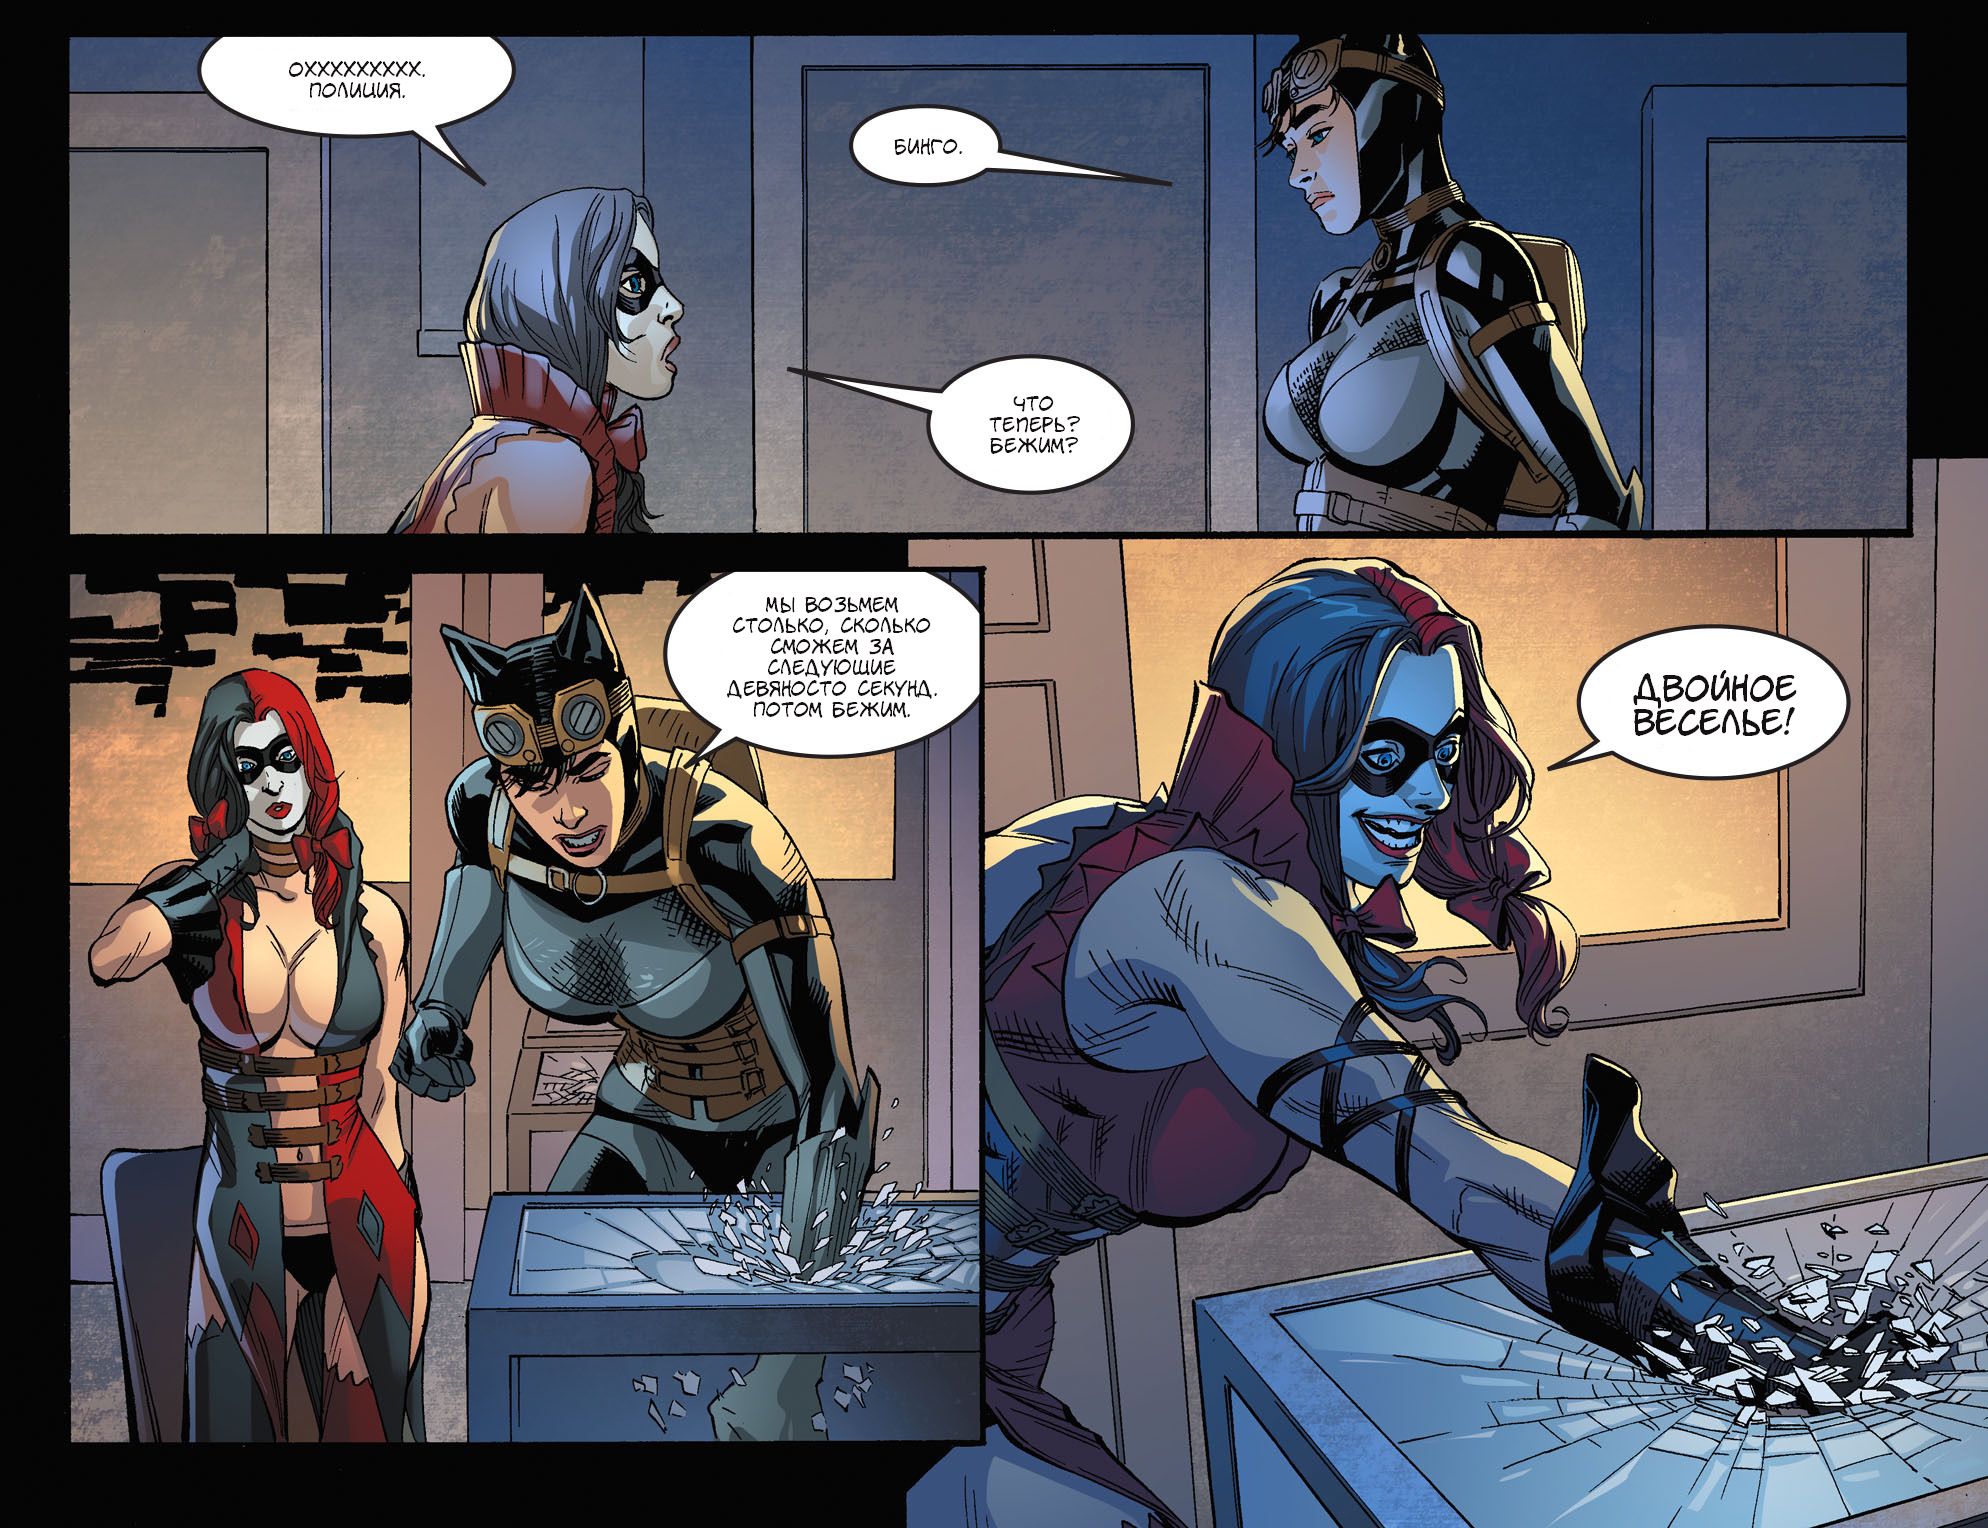 ОХХХХХХХХХ.
ПОЛИЦИЯ.
БИНГО.
ЧТО
ТЕПЕРЬ?
БЕЖИМ?
МЫ ВОЗЬМЕМ
СТОЛЬКО, СКОЛЬКО
СМОЖЕМ ЗА
СЛЕДУЮЩИЕ
ДЕВЯНОСТО СЕКУНД.
ПОТОМ БЕЖИМ.
ДВОЙНОЕ
ВЕСЕЛЬЕ!